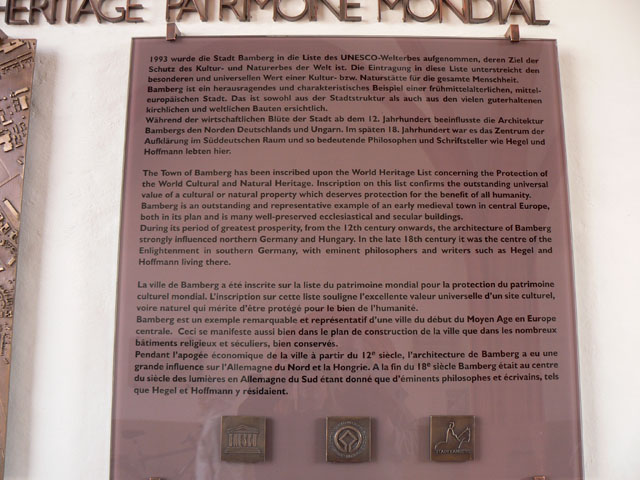 HERITAGE PATRIMOINE MONDIAL
1993 wurde die Stadt Bamberg in die Liste des UNESCO-Welterbes aufgenommen, deren Ziel der
Schutz des Kultur- und Naturerbes der Welt ist. Die Eintragung in diese Liste unterstreicht den
besonderen und universellen Wert einer Kultur- bzw. Naturstätte für die gesamte Menschheit.
Bamberg ist ein herausragendes und charakteristisches Beispiel einer frühmittelalterlichen, mittel-
europäischen Stadt. Das ist sowohl aus der Stadtstruktur als auch aus den vielen guterhaltenen
kirchlichen und weltlichen Bauten ersichtlich.
Während der wirtschaftlichen Blüte der Stadt ab dem 12. Jahrhundert beeinflusste die Architektur
Bambergs den Norden Deutschlands und Ungarn. Im späten 18. Jahrhundert war es das Zentrum der
Aufklärung im Süddeutschen Raum und so bedeutende Philosophen und Schriftsteller wie Hegel und
Hoffmann lebten hier.
The Town of Bamberg has been inscribed upon the World Heritage List concerning the Protection of
the World Cultural and Natural Heritage. Inscription on this list confirms the outstanding universal
value of a cultural or natural property which deserves protection for the benefit of all humanity.
Bamberg is an outstanding and representative example of an early medieval town in central Europe,
both in its plan and is many well-preserved ecclesiastical and secular buildings.
During its period of greatest prosperity, from the 12th century onwards, the architecture of Bamberg
strongly influenced northern Germany and Hungary. In the late 18th century it was the centre of the
Enlightenment in southern Germany, with eminent philosophers and writers such as Hegel and
Hoffmann living there.
La ville de Bamberg a été inscrite sur la liste du patrimoine mondial pour la protection du patrimoine
culturel mondial. L'inscription sur cette liste souligne l'excellente valeur universelle d'un site culturel,
voire naturel qui mérite d'être protégé pour le bien de l'humanité.
Bamberg est un exemple remarquable et représentatif d'une ville du début du Moyen Age en Europe
centrale. Ceci se manifeste aussi bien dans le plan de construction de la ville que dans les nombreux
bâtiments religieux et séculiers, bien conservés.
Pendant l'apogée économique de la ville à partir du 12e siècle, l'architecture de Bamberg a eu une
grande influence sur l'Allemagne du Nord et la Hongrie. A la fin du 18e siècle Bamberg était au centre
du siècle des lumières en Allemagne du Sud étant donné que d'éminents philosophes et écrivains, tels
que Hegel et Hoffmann y résidaient.
UNESCO